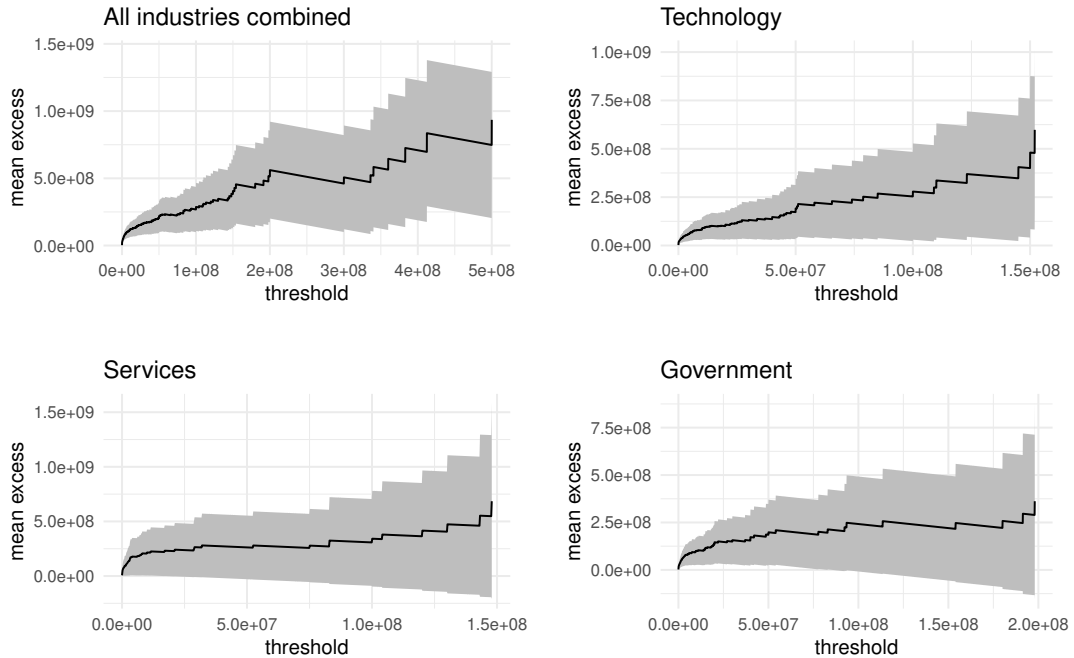 All industries combined
1.5e+09
1.0e+09
5.0e+08
0.0e+00
mean excess
0e+00 1e+08 2e+08 3e+08 4e+08 5e+08
threshold
Technology
1.0e+09
7.5e+08
5.0e+08
2.5e+08
0.0e+00
mean excess
0.0e+00 5.0e+07 1.0e+08 1.5e+08
threshold
Services
1.5e+09
1.0e+09
5.0e+08
0.0e+00
mean excess
0.0e+00 5.0e+07 1.0e+08 1.5e+08
threshold
Government
7.5e+08
5.0e+08
2.5e+08
0.0e+00
mean excess
0.0e+00 5.0e+07 1.0e+08 1.5e+08 2.0e+08
threshold